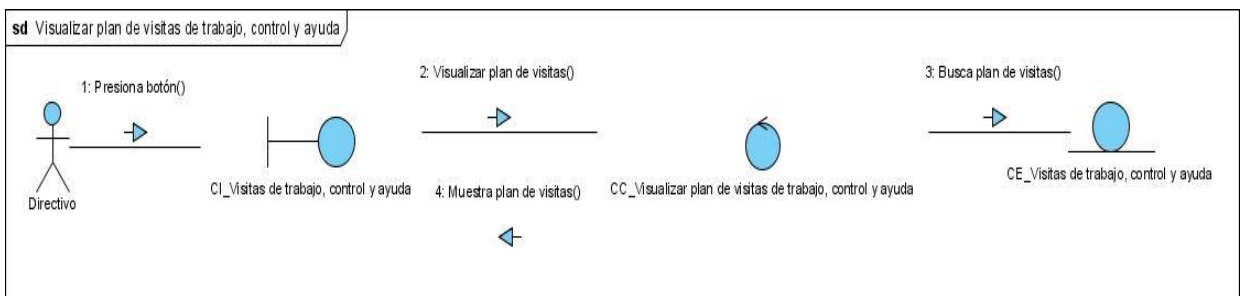 sd Visualizar plan de visitas de trabajo, control y ayuda
1: Presiona botón()
2: Visualizar plan de visitas()
3: Busca plan de visitas()
Directivo
CI_Visitas de trabajo, control y ayuda
4: Muestra plan de visitas()
CC_Visualizar plan de visitas de trabajo, control y ayuda
CE_Visitas de trabajo, control y ayuda